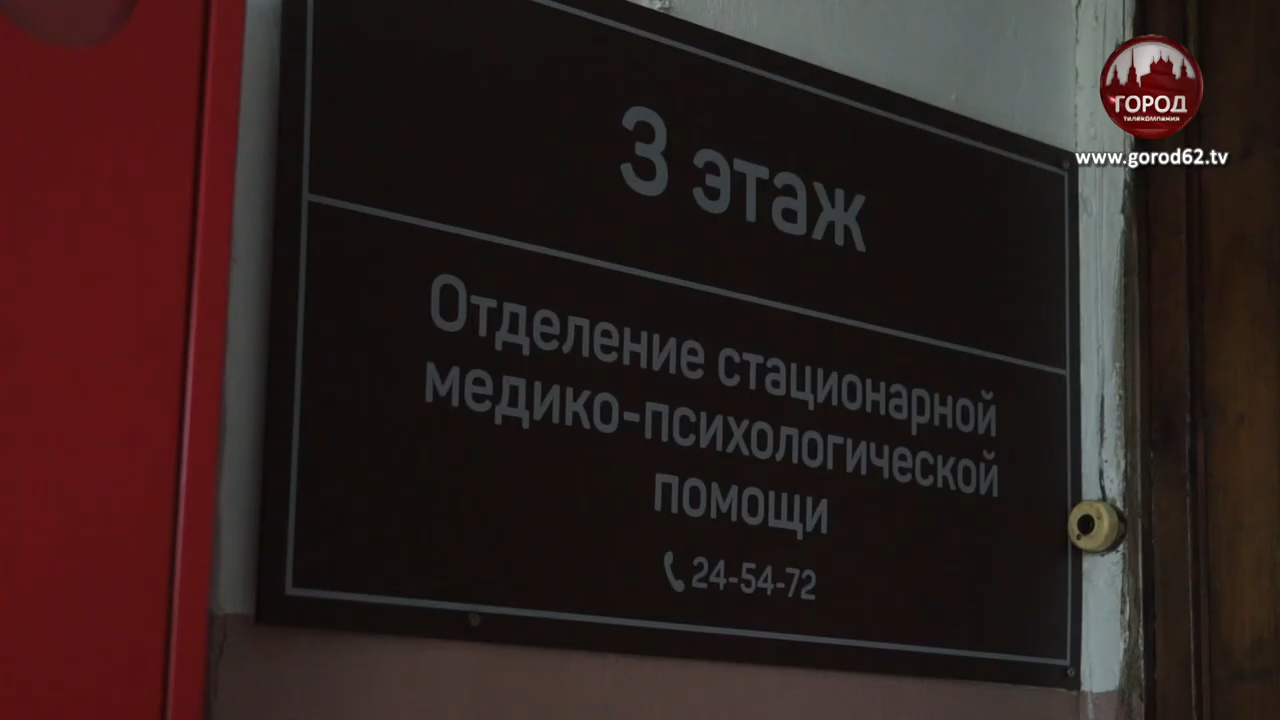 ГОРОД
телекомпания
www.gorod62.tv
3 этаж
Отделение стационарной
медико-психологической
помощи
24-54-72